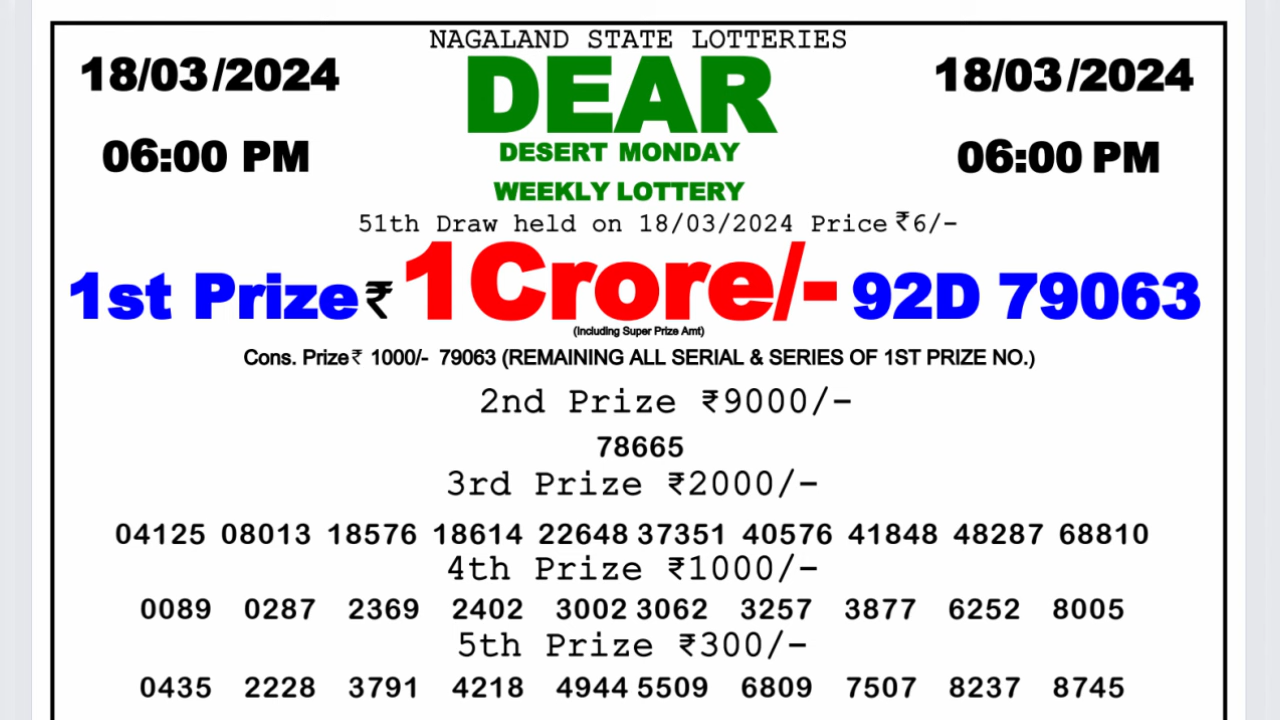 NAGALAND STATE LOTTERIES
18/03/2024 DEAR 18/03/2024
06:00 PM DESERT MONDAY 06:00 PM
WEEKLY LOTTERY
51th Draw held on 18/03/2024 Price ₹6/-
1st Prize ₹ 1Crore/- 92D 79063
(Including Super Prize Amt)
Cons. Prize ₹ 1000/- 79063 (REMAINING ALL SERIAL & SERIES OF 1ST PRIZE NO.)
2nd Prize ₹9000/-
78665
3rd Prize ₹2000/-
04125 08013 18576 18614 22648 37351 40576 41848 48287 68810
4th Prize ₹1000/-
0089 0287 2369 2402 3002 3062 3257 3877 6252 8005
5th Prize ₹300/-
0435 2228 3791 4218 4944 5509 6809 7507 8237 8745